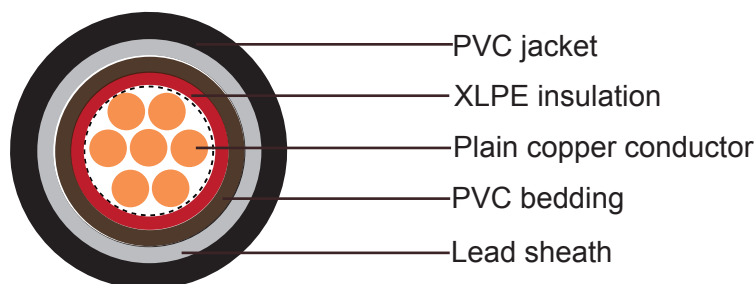 PVC jacket
XLPE insulation
Plain copper conductor
PVC bedding
Lead sheath